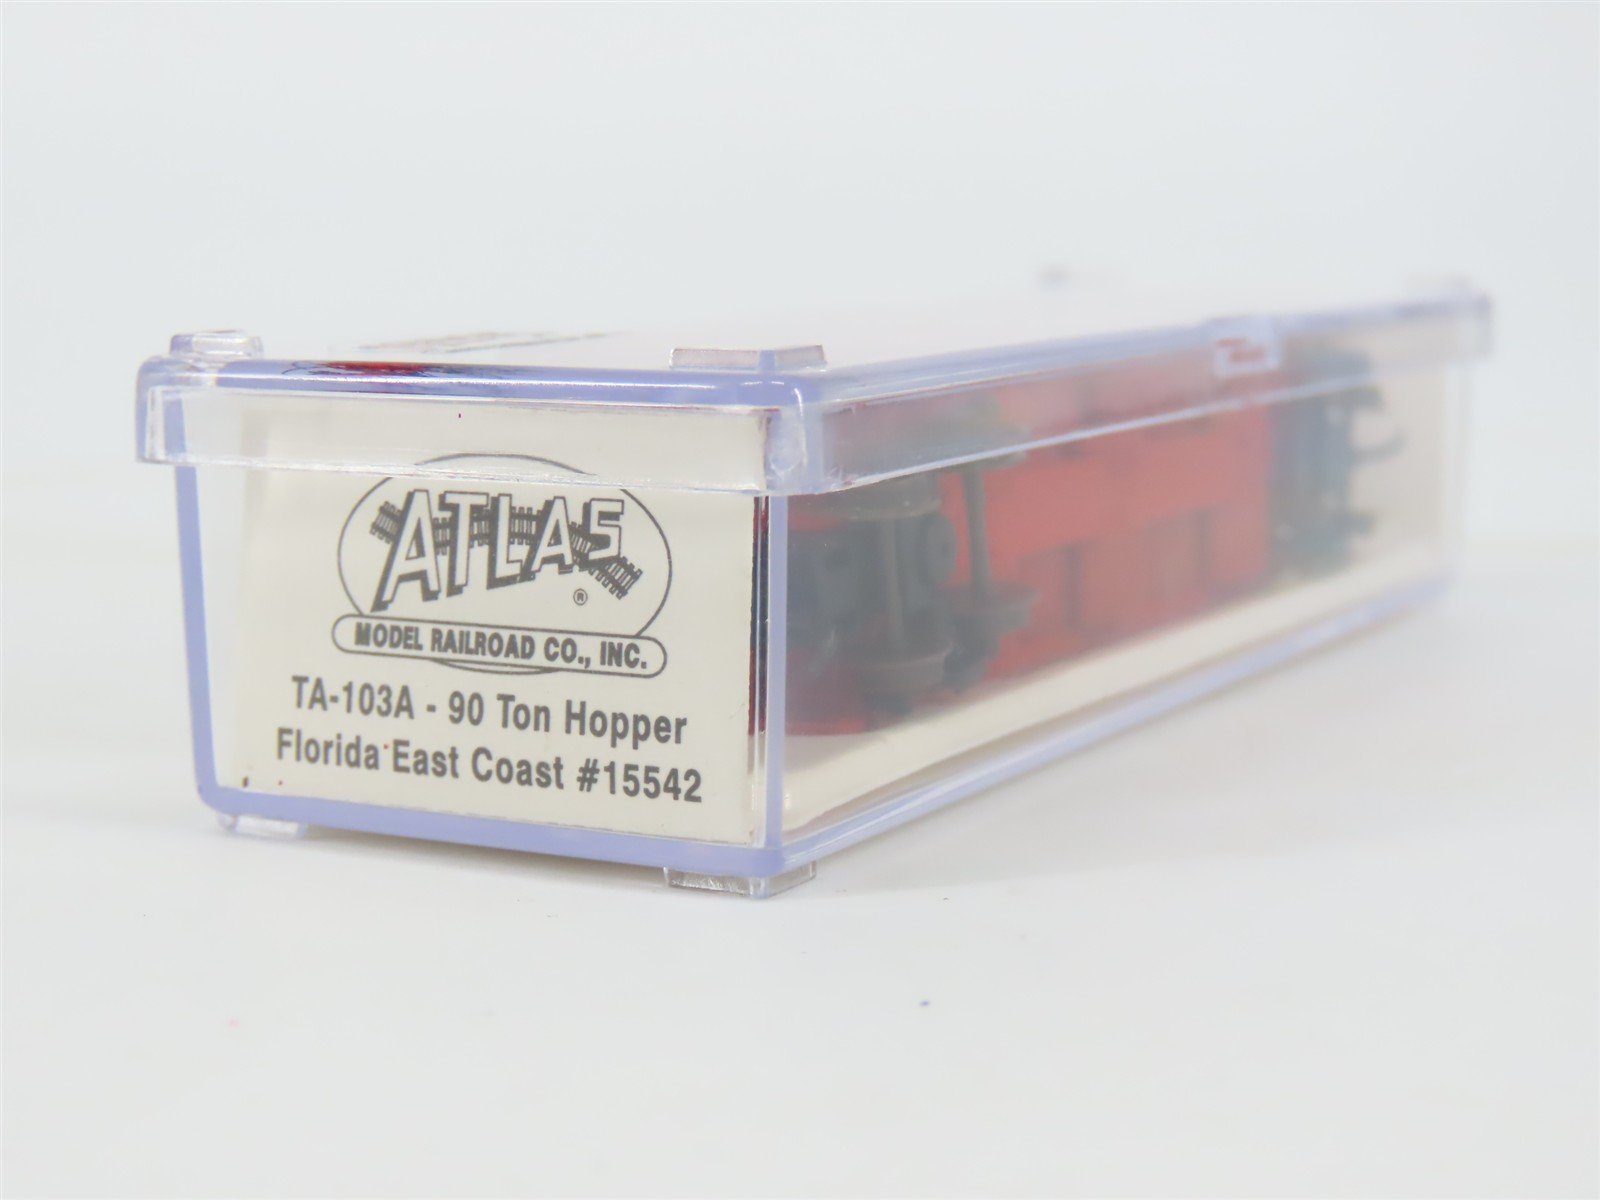 ATLAS
®
MODEL RAILROAD CO., INC.
TA-103A - 90 Ton Hopper
Florida East Coast #15542